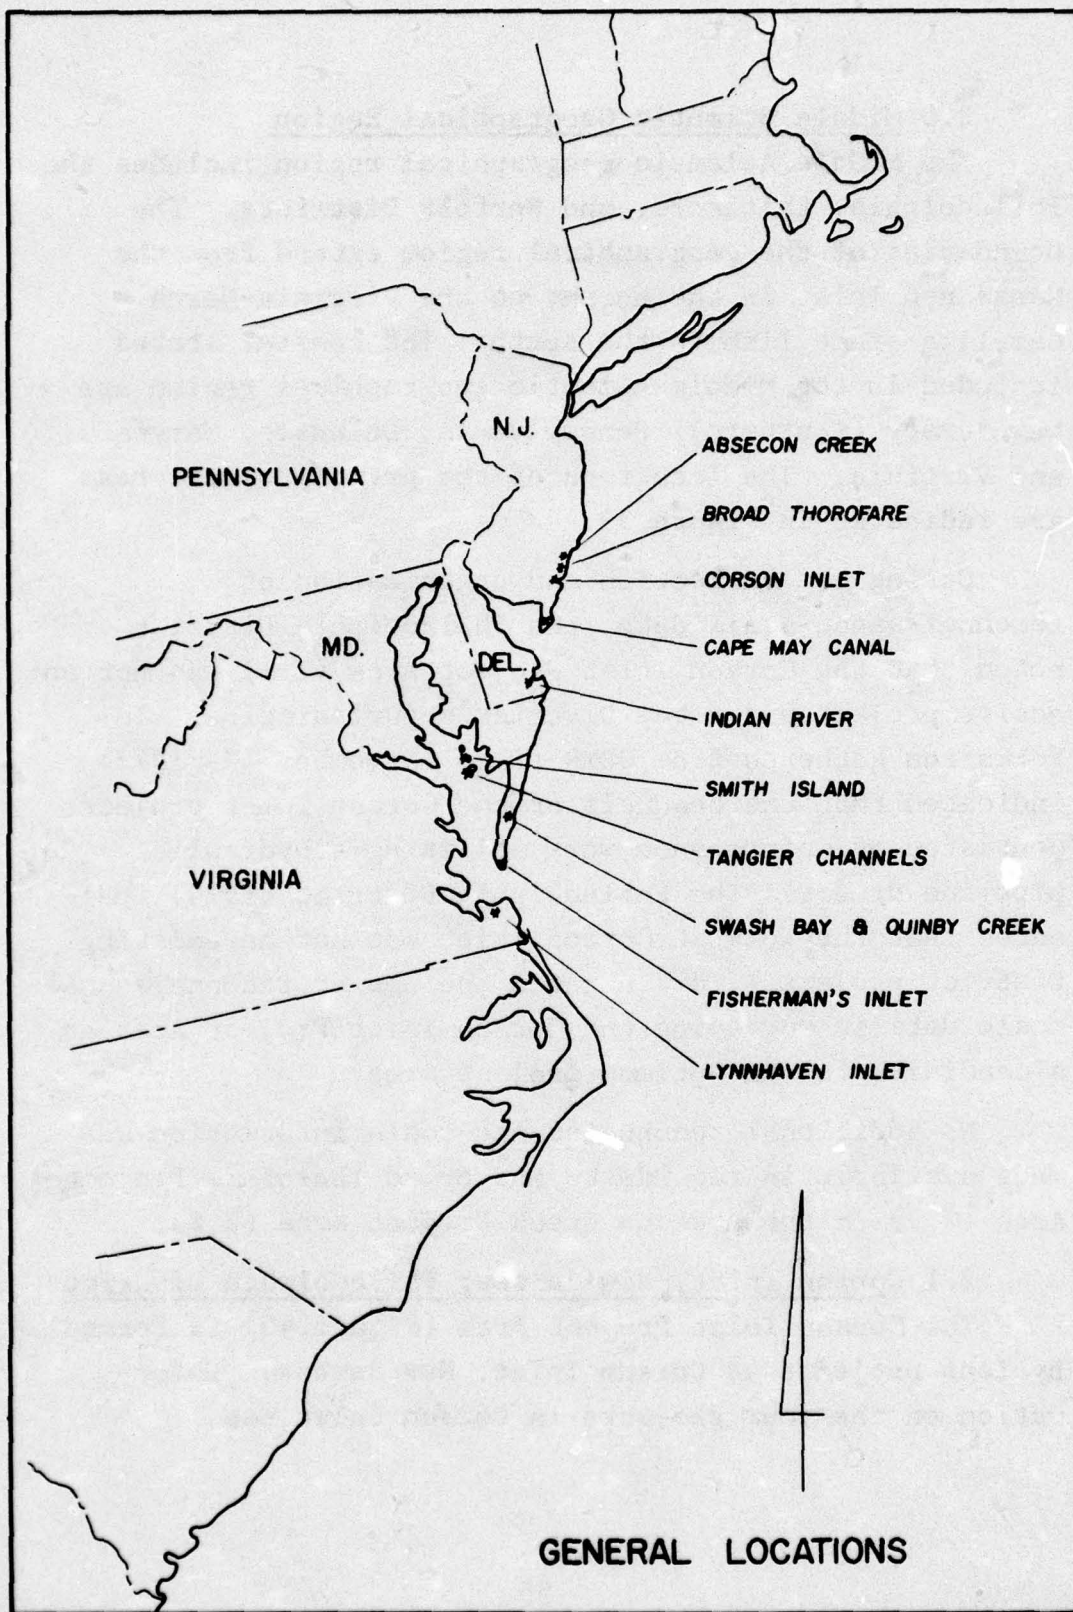 N.J.
PENNSYLVANIA
ABSECON CREEK
BROAD THOROFARE
CORSON INLET
MD.
CAPE MAY CANAL
DEL.
INDIAN RIVER
SMITH ISLAND
TANGIER CHANNELS
VIRGINIA
SWASH BAY & QUINBY CREEK
FISHERMAN'S INLET
LYNNHAVEN INLET
GENERAL LOCATIONS